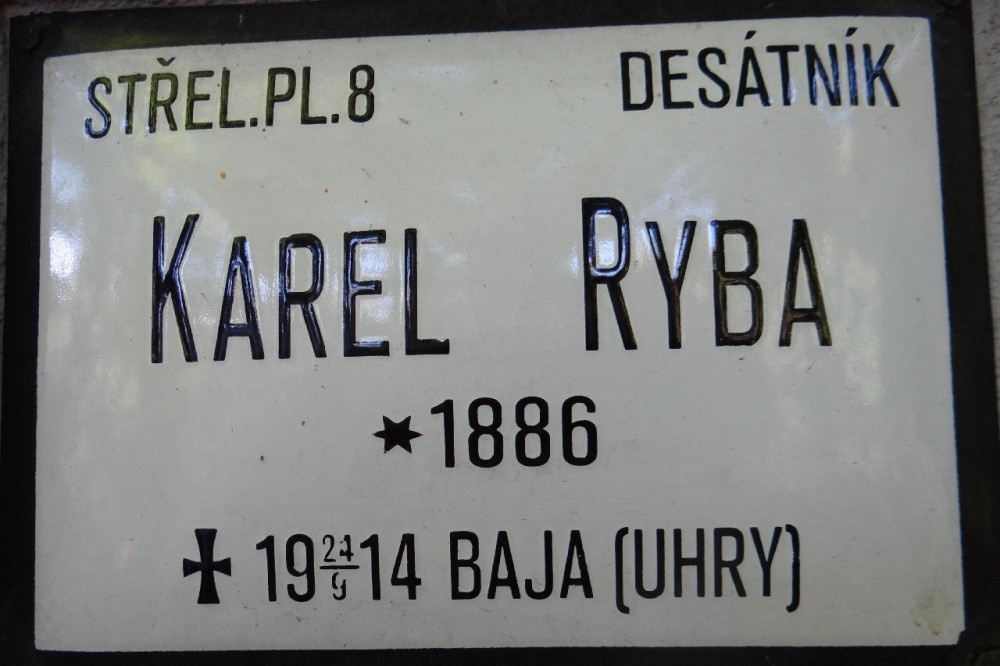 STŘEL.PL.8 DESÁTNÍK
KAREL RYBA
*1886
✠ 19 24/9 14 BAJA (UHRY)